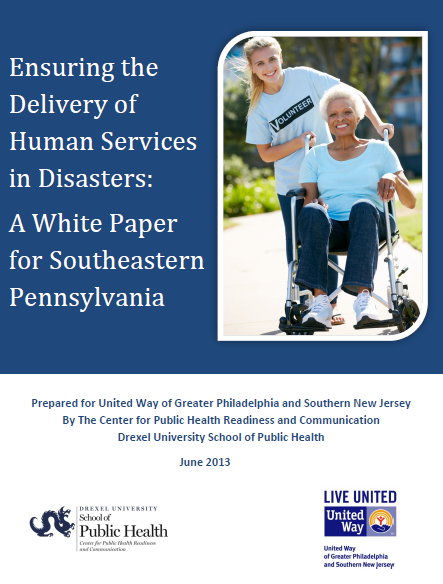 Ensuring the
Delivery of
Human Services
in Disasters:
A White Paper
for Southeastern
Pennsylvania
VOLUNTEER
Prepared for United Way of Greater Philadelphia and Southern New Jersey
By The Center for Public Health Readiness and Communication
Drexel University School of Public Health
June 2013
DREXEL UNIVERSITY
School of
Public Health
Center for Public Health Readiness
and Communication
LIVE UNITED
United
Way
United Way
of Greater Philadelphia
and Southern New Jersey